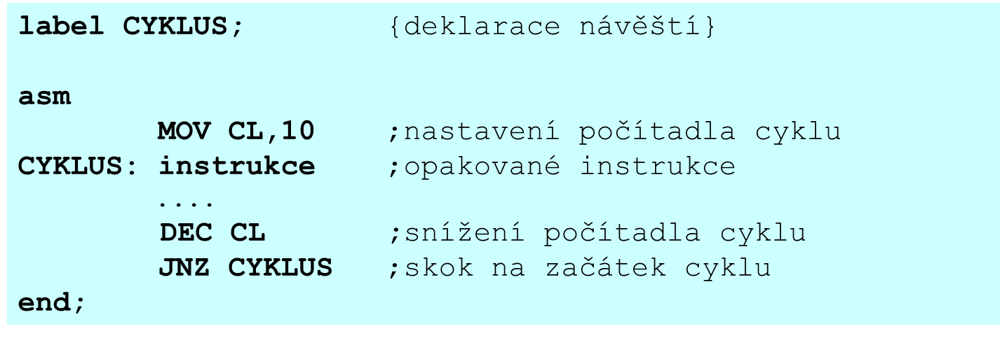 label CYKLUS; {deklarace návěští}
asm
MOV CL,10 ;nastavení počítadla cyklu
CYKLUS: instrukce ;opakované instrukce
....
DEC CL ;snížení počítadla cyklu
JNZ CYKLUS ;skok na začátek cyklu
end;